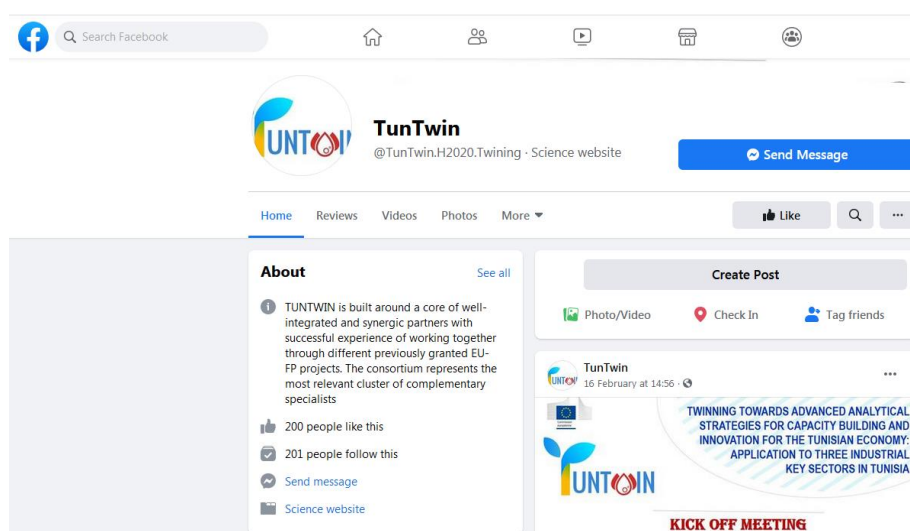 Search Facebook
TUNTWIN
TunTwin
@TunTwin.H2020.Twining · Science website
Send Message
Home Reviews Videos Photos More
Like
About See all
TUNTWIN is built around a core of well-
integrated and synergic partners with
successful experience of working together
through different previously granted EU-
FP projects. The consortium represents the
most relevant cluster of complementary
specialists
200 people like this
201 people follow this
Send message
Science website
Create Post
Photo/Video Check In Tag friends
TUNTWIN
TunTwin
16 February at 14:56
TWINNING TOWARDS ADVANCED ANALYTICAL
STRATEGIES FOR CAPACITY BUILDING AND
INNOVATION FOR THE TUNISIAN ECONOMY:
APPLICATION TO THREE INDUSTRIAL
KEY SECTORS IN TUNISIA
TUNTWIN
KICK OFF MEETING